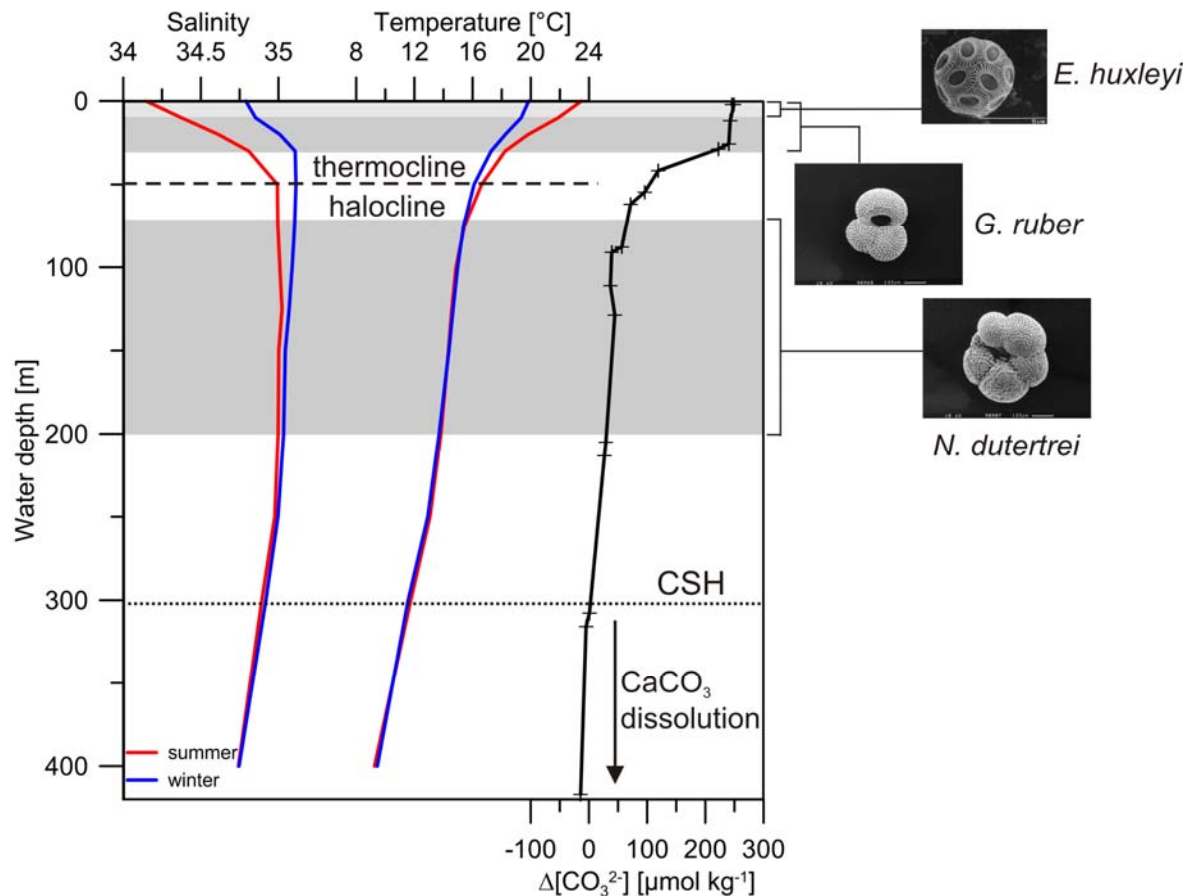 Salinity
Temperature [°C]
34
34.5
35
8
12
16
20
24
0
100
200
300
400
Water depth [m]
thermocline
halocline
CSH
CaCO₃
dissolution
summer
winter
-100
0
100
200
300
Δ[CO₃²⁻] [µmol kg⁻¹]
E. huxleyi
G. ruber
N. dutertrei